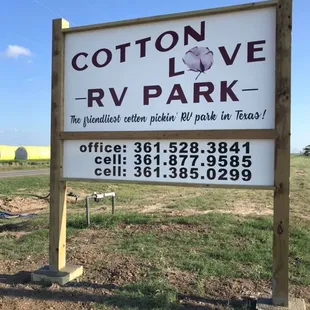 COTTON
LOVE
-RV PARK-
The friendliest cotton pickin' RV park in Texas!
office: 361.528.3841
cell: 361.877.9585
cell: 361.385.0299